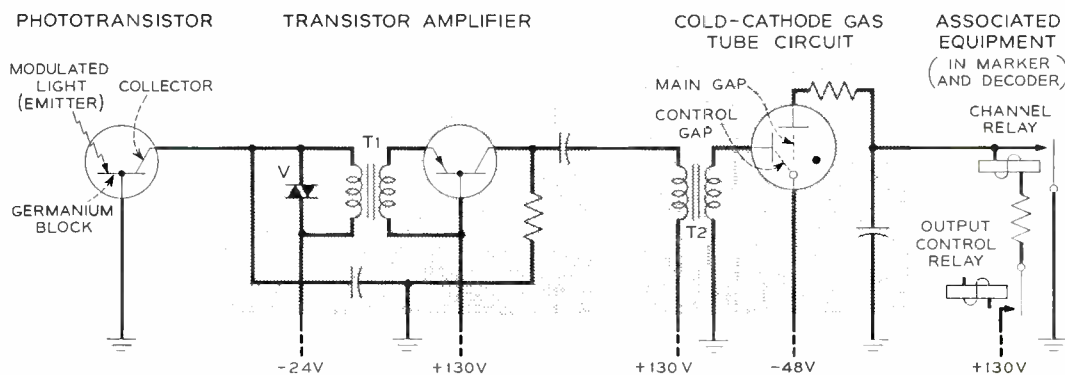 PHOTOTRANSISTOR
TRANSISTOR AMPLIFIER
COLD-CATHODE GAS
TUBE CIRCUIT
ASSOCIATED
EQUIPMENT
(IN MARKER
AND DECODER)
MODULATED
LIGHT
(EMITTER)
COLLECTOR
GERMANIUM
BLOCK
V
T1
MAIN GAP
CONTROL
GAP
T2
CHANNEL
RELAY
OUTPUT
CONTROL
RELAY
-24V
+130V
+130V
-48V
+130V